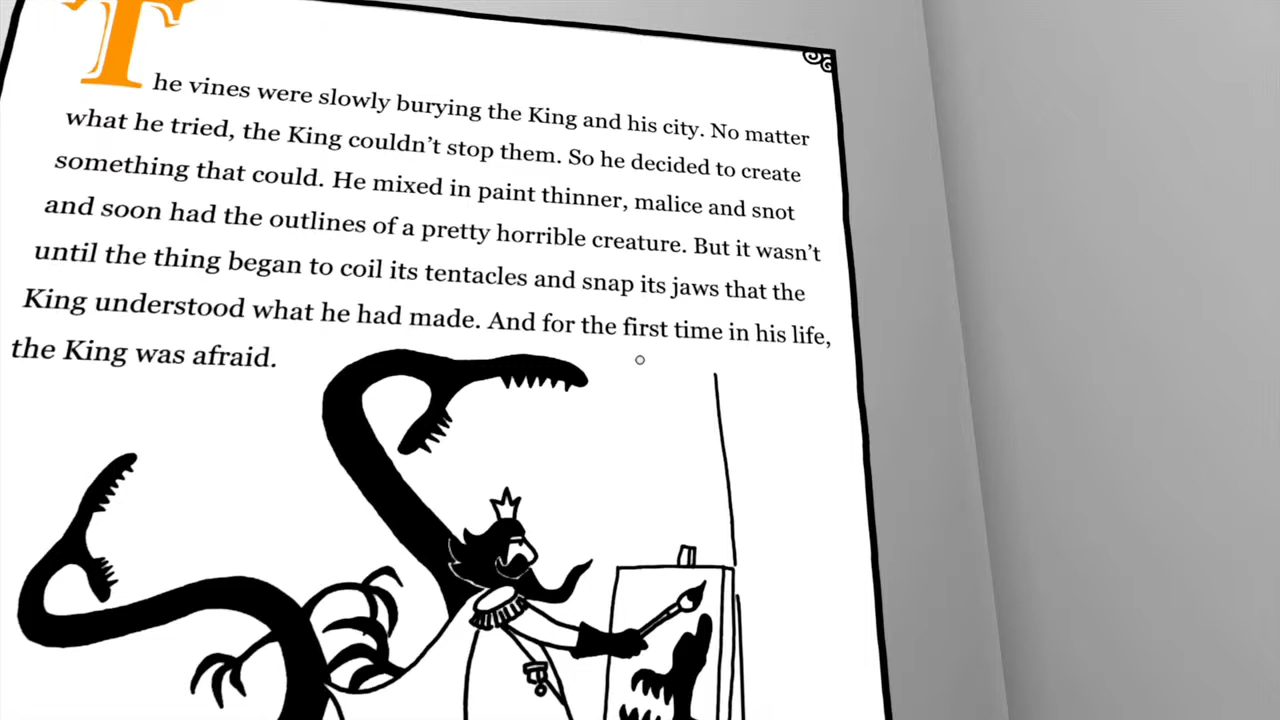 The vines were slowly burying the King and his city. No matter
what he tried, the King couldn’t stop them. So he decided to create
something that could. He mixed in paint thinner, malice and snot
and soon had the outlines of a pretty horrible creature. But it wasn’t
until the thing began to coil its tentacles and snap its jaws that the
King understood what he had made. And for the first time in his life,
the King was afraid.